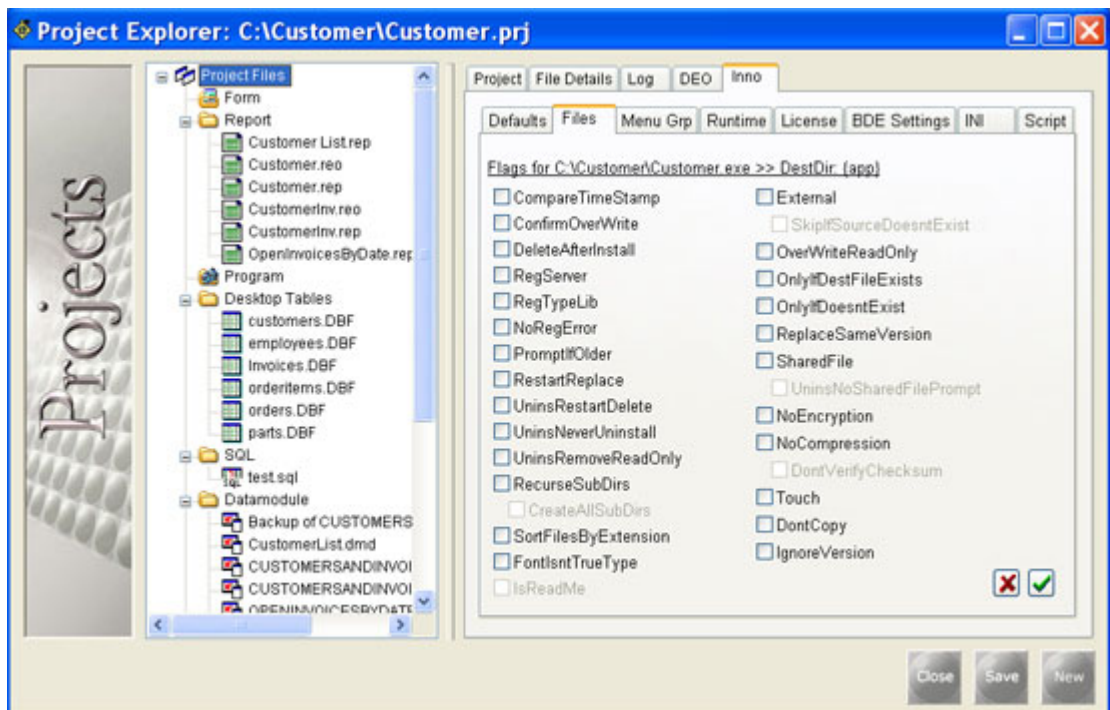 Project Explorer: C:\Customer\Customer.prj
Projects
Project Files
Form
Report
Customer List.rep
Customer.reo
Customer.rep
CustomerInv.reo
CustomerInv.rep
OpenInvoicesByDate.rep
Program
Desktop Tables
customers.DBF
employees.DBF
Invoices.DBF
orderitems.DBF
orders.DBF
parts.DBF
SQL
test.sql
Datamodule
Backup of CUSTOMERS
CustomerList.dmd
CUSTOMERSANDINVOI
CUSTOMERSANDINVOI
OPENINVOICESBYDATE
Project File Details Log DEO Inno
Defaults Files Menu Grp Runtime License BDE Settings INI Script
Flags for C:\Customer\Customer.exe >> DestDir: {app}
CompareTimeStamp
ConfirmOverWrite
DeleteAfterInstall
RegServer
RegTypeLib
NoRegError
PromptIfOlder
RestartReplace
UninsRestartDelete
UninsNeverUninstall
UninsRemoveReadOnly
RecurseSubDirs
CreateAllSubDirs
SortFilesByExtension
FontIsntTrueType
IsReadMe
External
SkipIfSourceDoesntExist
OverWriteReadOnly
OnlyIfDestFileExists
OnlyIfDoesntExist
ReplaceSameVersion
SharedFile
UninsNoSharedFilePrompt
NoEncryption
NoCompression
DontVerifyChecksum
Touch
DontCopy
IgnoreVersion
Close Save New